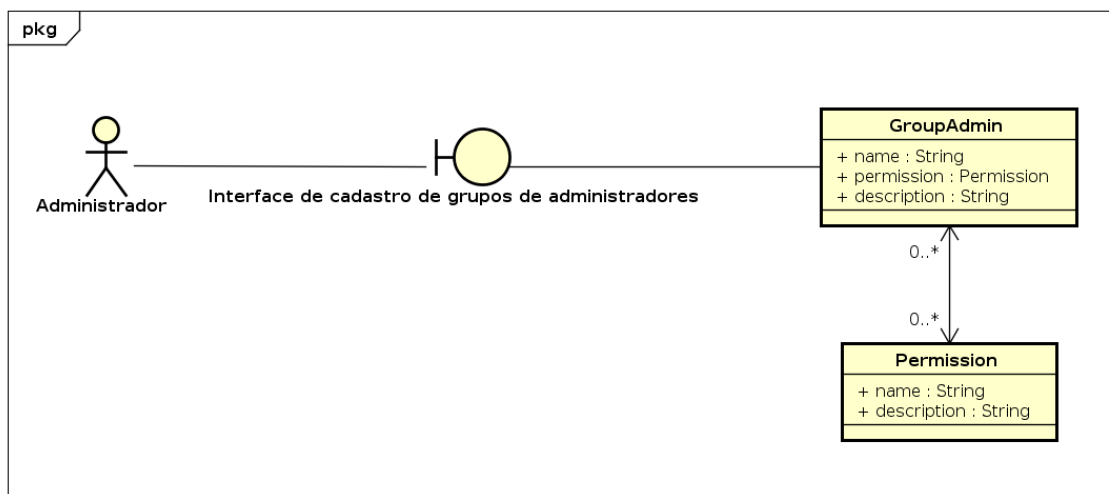 pkg
Administrador
Interface de cadastro de grupos de administradores
GroupAdmin
+ name : String
+ permission : Permission
+ description : String
0..*
0..*
Permission
+ name : String
+ description : String